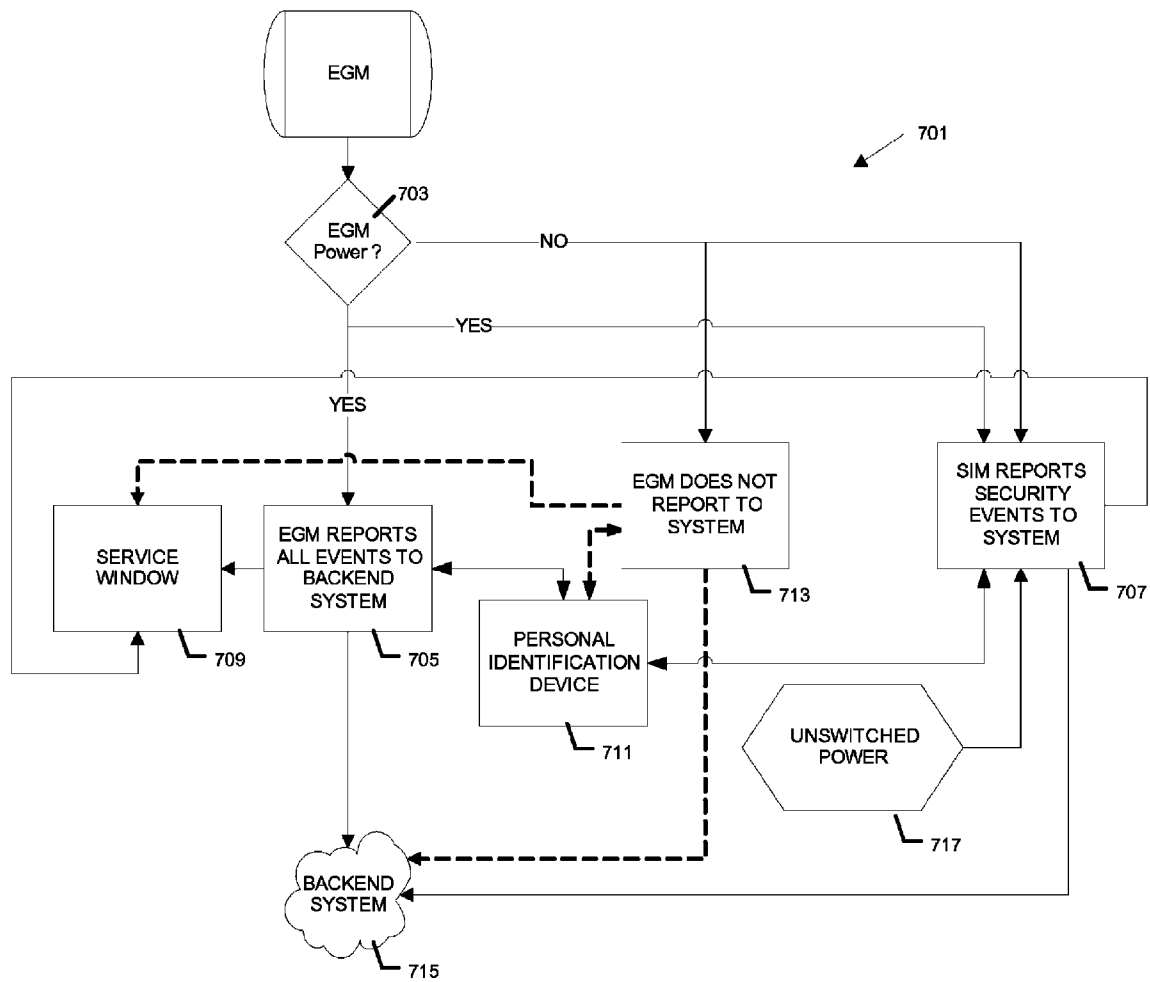 EGM
701
703
EGM
Power ?
NO
YES
YES
EGM DOES NOT
REPORT TO
SYSTEM
SIM REPORTS
SECURITY
EVENTS TO
SYSTEM
SERVICE
WINDOW
EGM REPORTS
ALL EVENTS TO
BACKEND
SYSTEM
713
707
709
705
PERSONAL
IDENTIFICATION
DEVICE
711
UNSWITCHED
POWER
717
BACKEND
SYSTEM
715